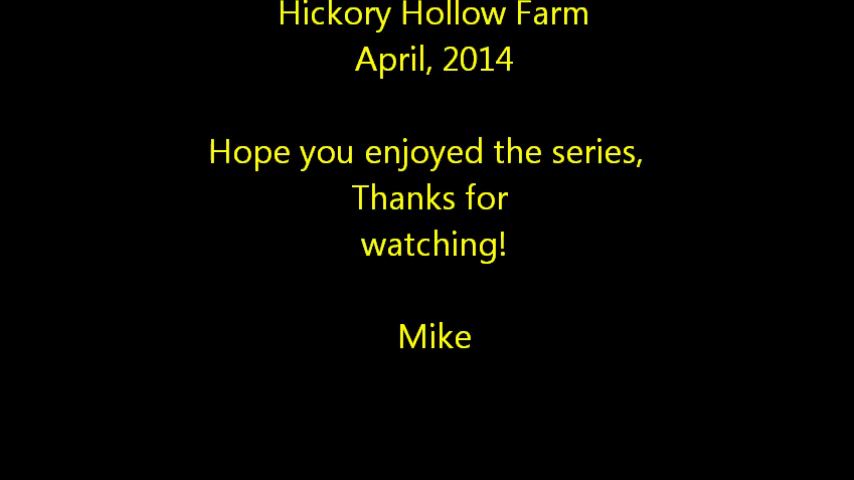 Hickory Hollow Farm
April, 2014
Hope you enjoyed the series,
Thanks for
watching!
Mike